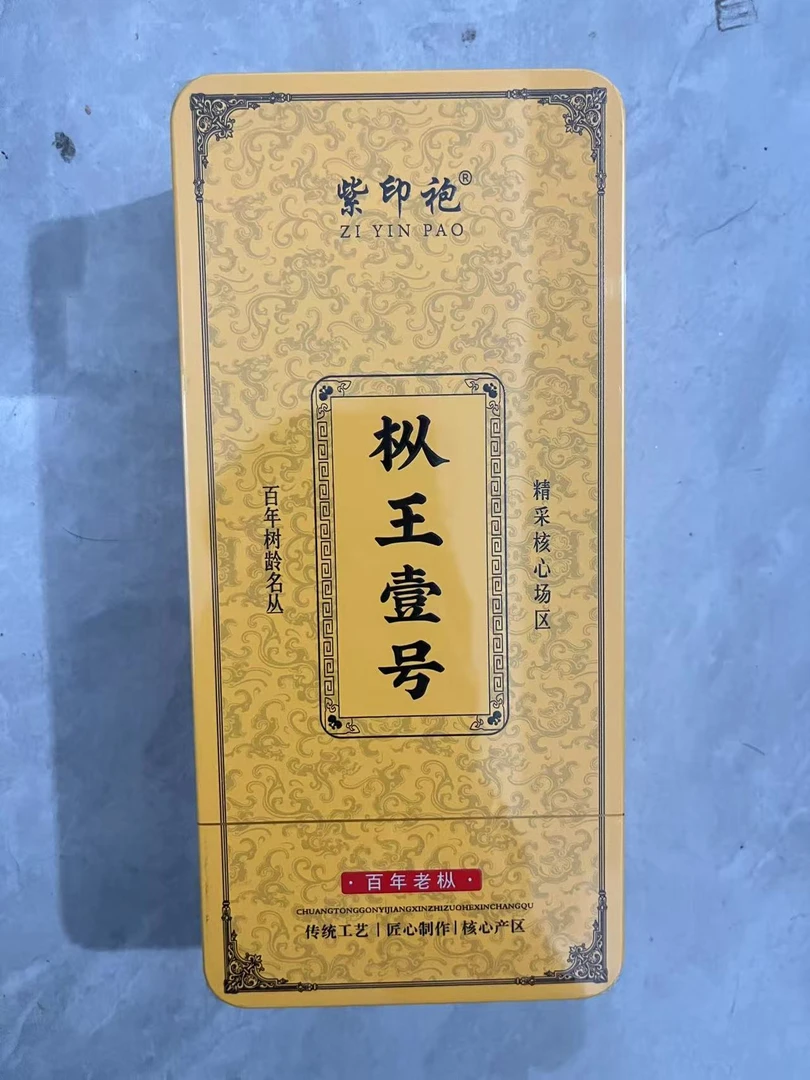 紫印袍®
ZI YIN PAO
枞王壹号
精采核心场区
百年树龄名丛
·百年老枞·
CHUANGTONGGONYIJIANGXINZHIZUOHEXINCHANGQU
传统工艺|匠心制作|核心产区